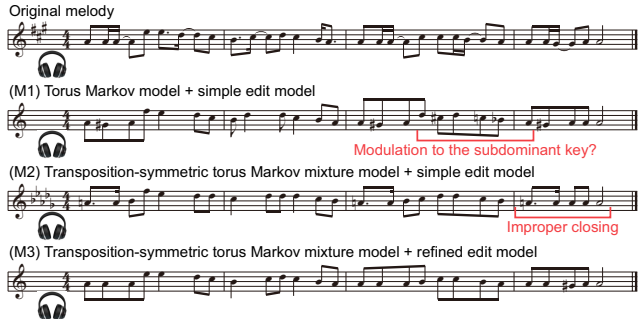 Original melody
(M1) Torus Markov model + simple edit model
Modulation to the subdominant key?
(M2) Transposition-symmetric torus Markov mixture model + simple edit model
Improper closing
(M3) Transposition-symmetric torus Markov mixture model + refined edit model